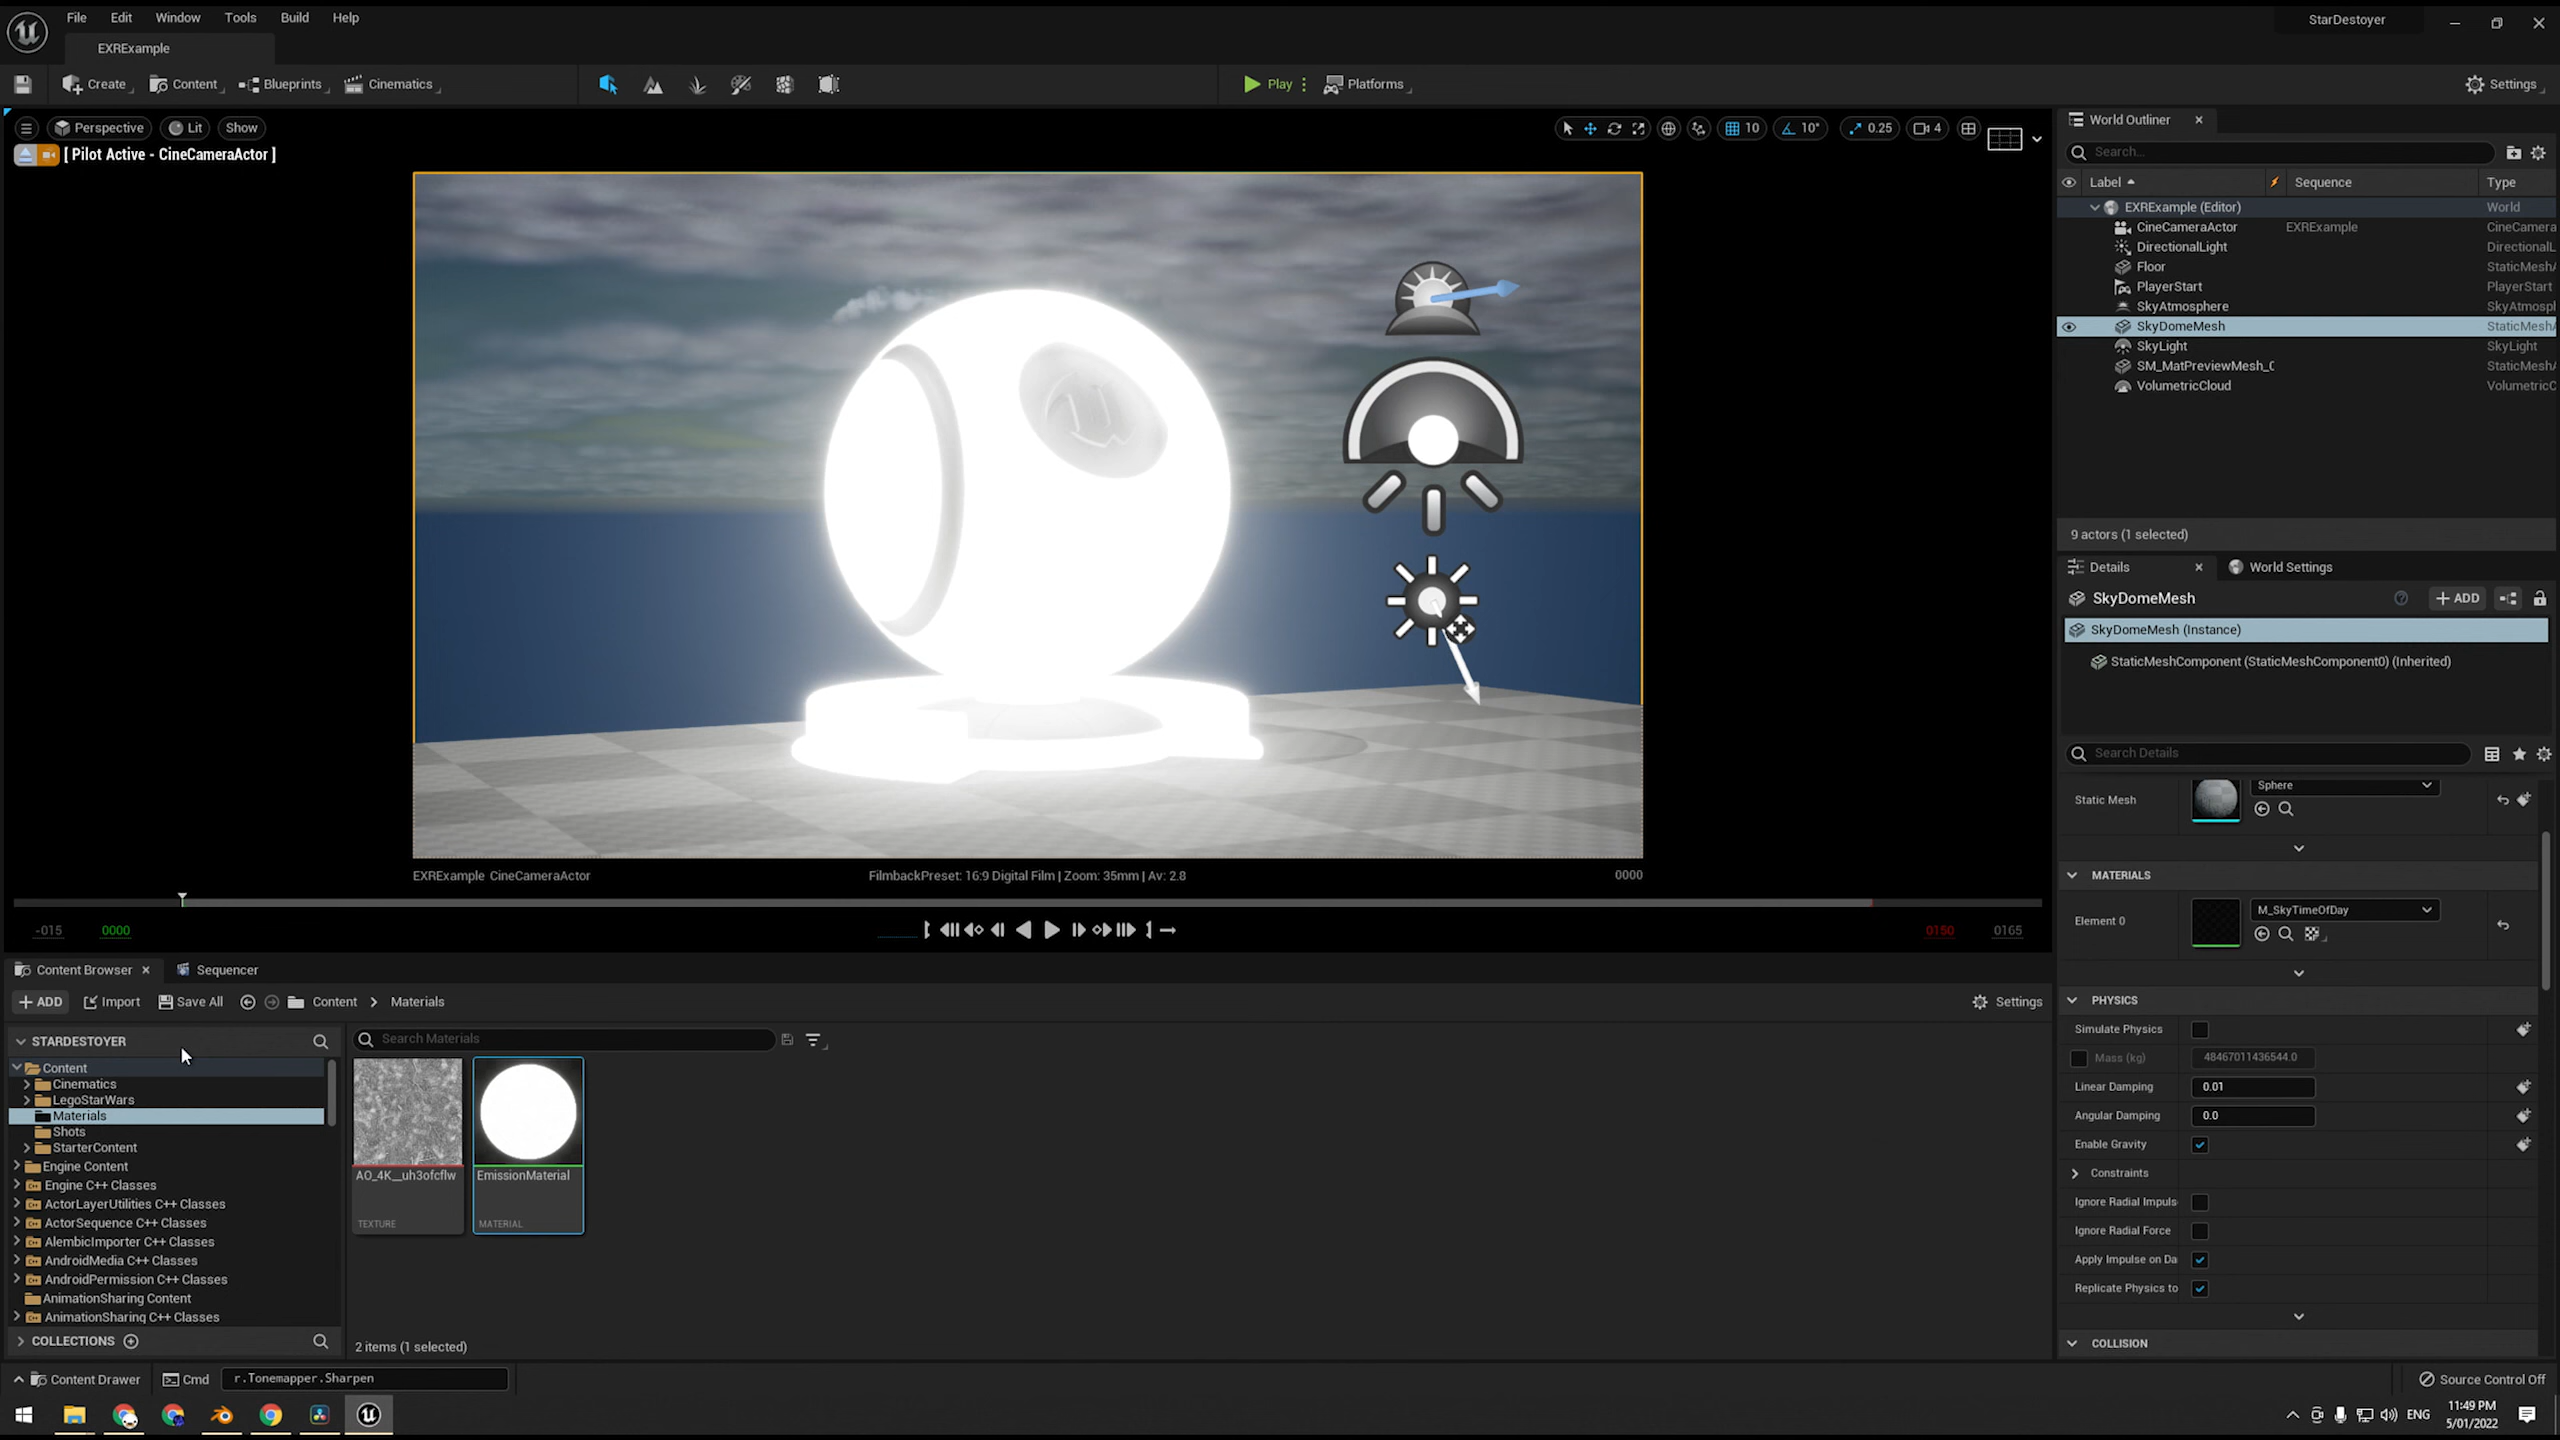 File Edit Window Tools Build Help
StarDestoyer
EXRExample
Create Content Blueprints Cinematics Play Platforms Settings
Perspective Lit Show
10 10° 0.25 4
[ Pilot Active - CineCameraActor ]
EXRExample CineCameraActor
FilmbackPreset: 16:9 Digital Film | Zoom: 35mm | Av: 2.8
0000
-015 0000
0150 0165
World Outliner
Search...
Label Sequence Type
EXRExample (Editor) World
CineCameraActor EXRExample CineCamera
DirectionalLight DirectionalL
Floor StaticMesh
PlayerStart PlayerStart
SkyAtmosphere SkyAtmosp
SkyDomeMesh StaticMesh
SkyLight SkyLight
SM_MatPreviewMesh_ StaticMesh
VolumetricCloud VolumetricC
9 actors (1 selected)
Details World Settings
SkyDomeMesh + ADD
SkyDomeMesh (Instance)
StaticMeshComponent (StaticMeshComponent0) (Inherited)
Search Details
Static Mesh Sphere
MATERIALS
Element 0 M_SkyTimeOfDay
PHYSICS
Simulate Physics
Mass (kg) 48467011436544.0
Linear Damping 0.01
Angular Damping 0.0
Enable Gravity
Constraints
Ignore Radial Impuls
Ignore Radial Force
Apply Impulse on Da
Replicate Physics to
COLLISION
Content Browser Sequencer
+ ADD Import Save All Content > Materials Settings
STARDESTOYER
Content
Cinematics
LegoStarWars
Materials
Shots
StarterContent
Engine Content
Engine C++ Classes
ActorLayerUtilities C++ Classes
ActorSequence C++ Classes
AlembicImporter C++ Classes
AndroidMedia C++ Classes
AndroidPermission C++ Classes
AnimationSharing Content
AnimationSharing C++ Classes
COLLECTIONS
Search Materials
AO_4K__uh3ofcflw
TEXTURE
EmissionMaterial
MATERIAL
2 items (1 selected)
Content Drawer Cmd r.Tonemapper.Sharpen Source Control Off
ENG
11:49 PM
5/01/2022